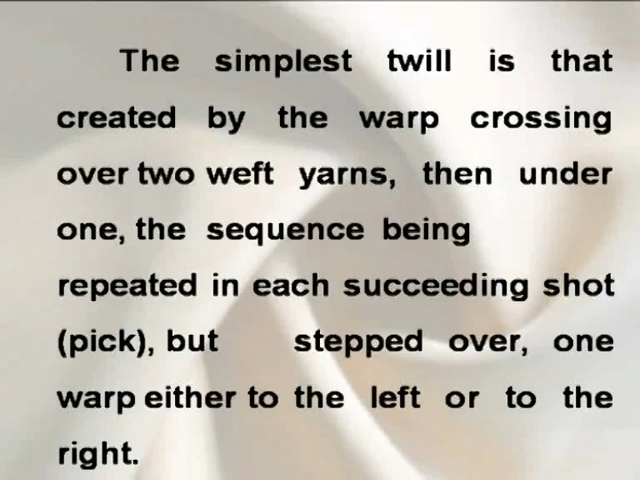 The simplest twill is that
created by the warp crossing
over two weft yarns, then under
one, the sequence being
repeated in each succeeding shot
(pick), but stepped over, one
warp either to the left or to the
right.